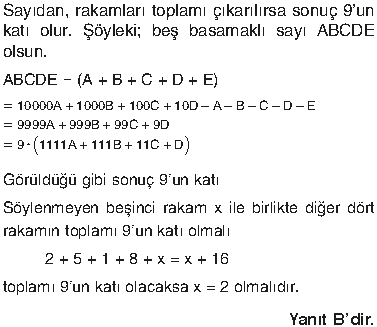 Sayıdan, rakamları toplamı çıkarılırsa sonuç 9'un
katı olur. Şöyleki; beş basamaklı sayı ABCDE
olsun.
ABCDE – (A + B + C + D + E)
= 10000A + 1000B + 100C + 10D – A – B – C – D – E
= 9999A + 999B + 99C + 9D
= 9 · (1111A + 111B + 11C + D)
Görüldüğü gibi sonuç 9'un katı
Söylenmeyen beşinci rakam x ile birlikte diğer dört
rakamın toplamı 9'un katı olmalı
2 + 5 + 1 + 8 + x = x + 16
toplamı 9'un katı olacaksa x = 2 olmalıdır.
Yanıt B'dir.